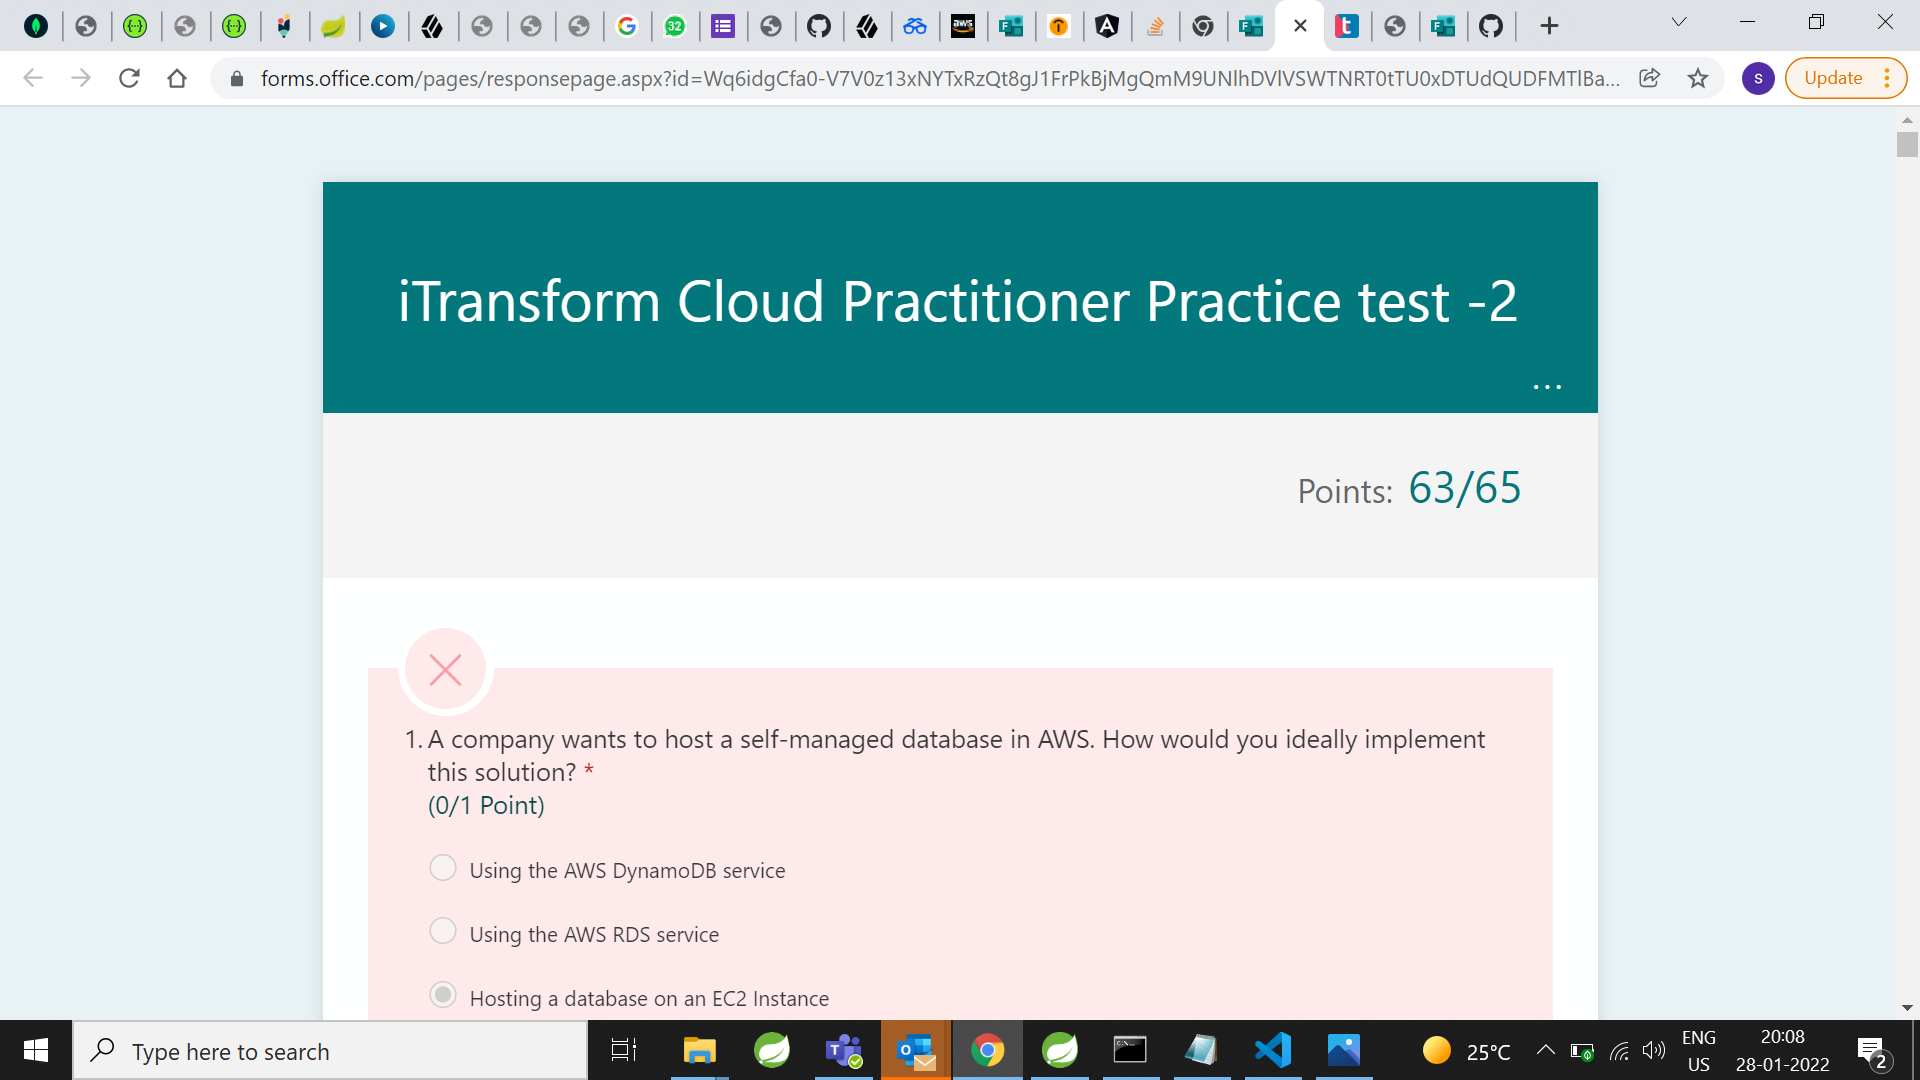 32
aws
forms.office.com/pages/responsepage.aspx?id=Wq6idgCfa0-V7V0z13xNYTxRzQt8gJ1FrPkBjMgQmM9UNlhDVlVSWTNRT0tTU0xDTUdQUDFMTlBa...
S
Update
iTransform Cloud Practitioner Practice test -2
...
Points: 63/65
1. A company wants to host a self-managed database in AWS. How would you ideally implement
this solution? *
(0/1 Point)
Using the AWS DynamoDB service
Using the AWS RDS service
Hosting a database on an EC2 Instance
Type here to search
25°C
ENG
US
20:08
28-01-2022
2